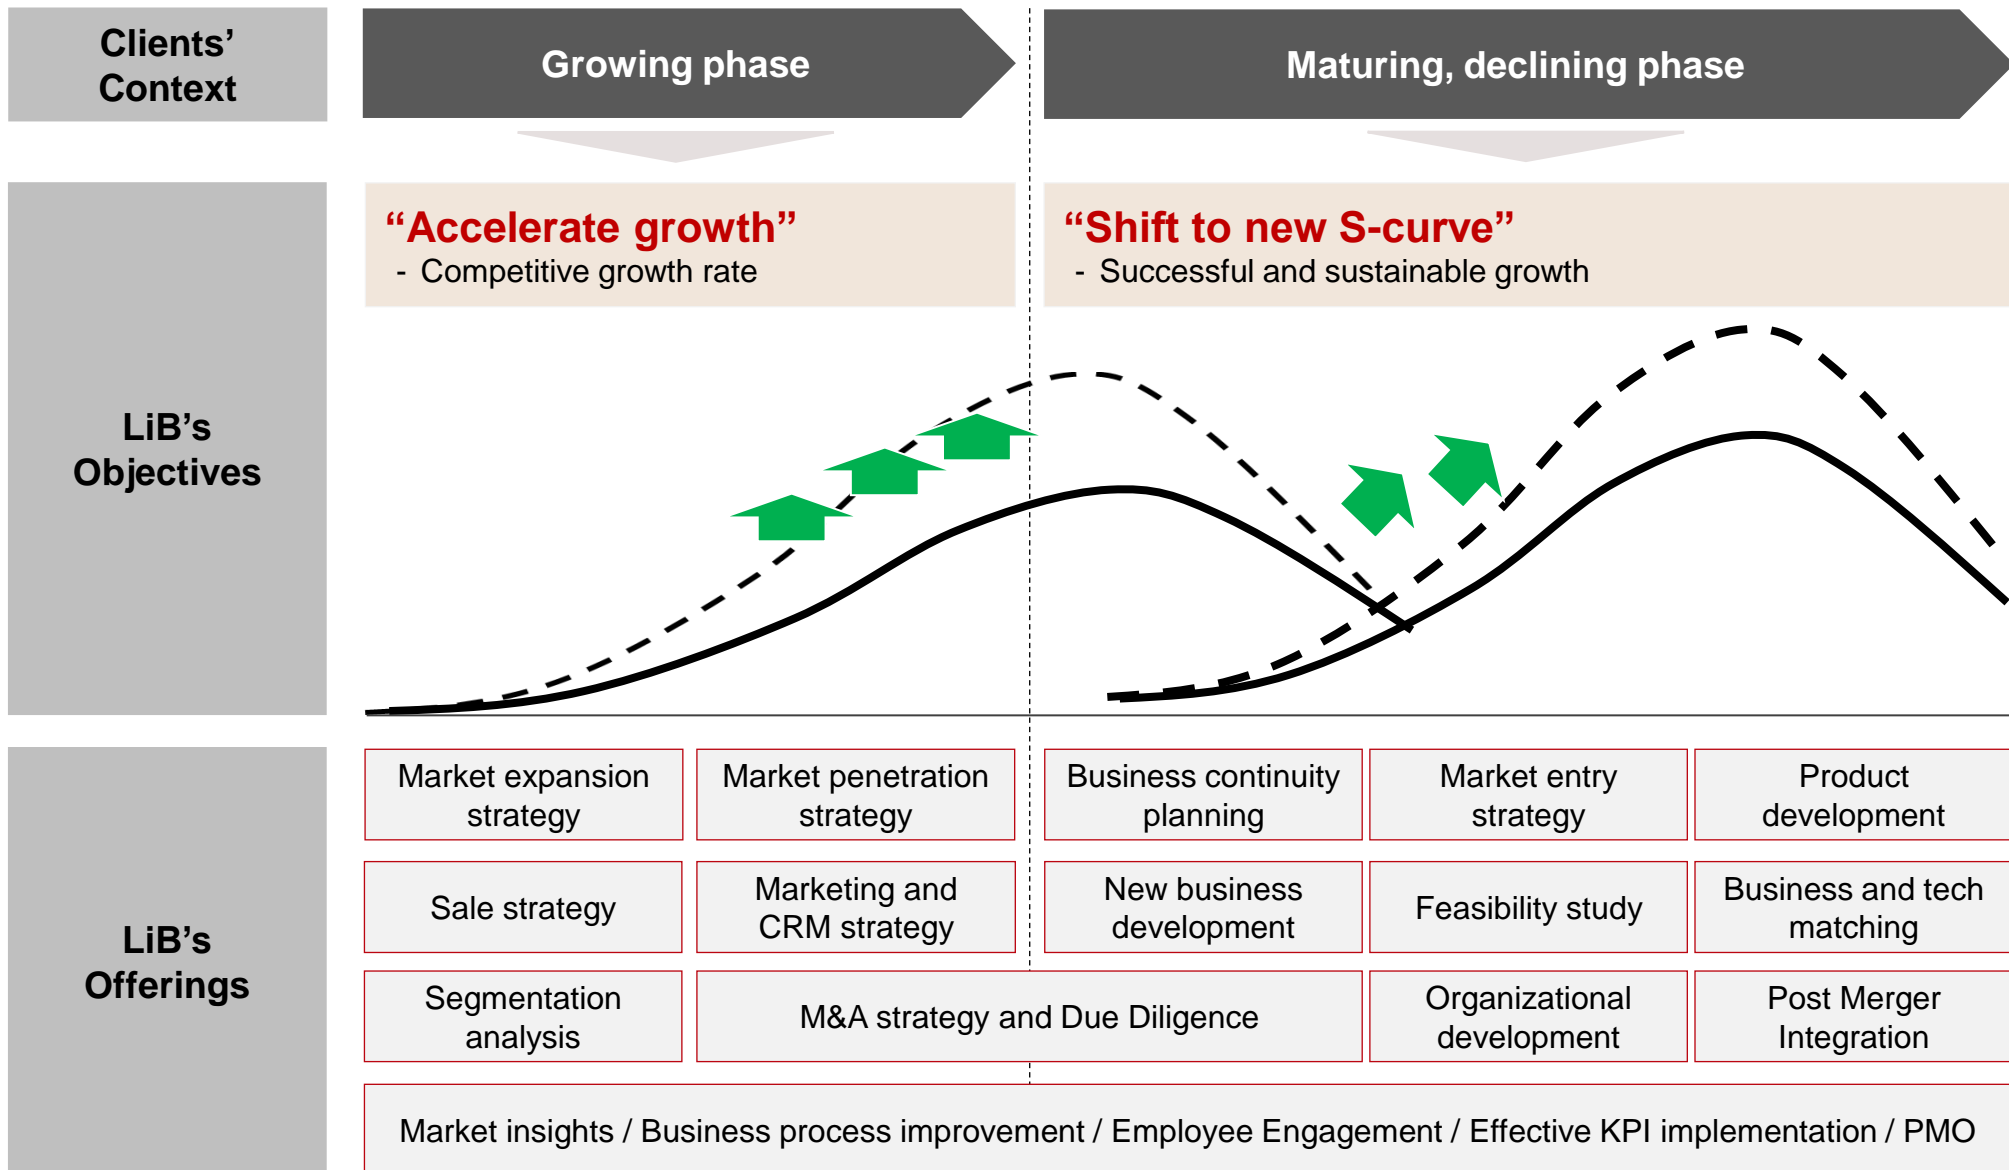 Clients’
Context
Growing phase
Maturing, declining phase
LiB’s
Objectives
“Accelerate growth”
- Competitive growth rate
“Shift to new S-curve”
- Successful and sustainable growth
LiB’s
Offerings
Market expansion
strategy
Market penetration
strategy
Business continuity
planning
Market entry
strategy
Product
development
Sale strategy
Marketing and
CRM strategy
New business
development
Feasibility study
Business and tech
matching
Segmentation
analysis
M&A strategy and Due Diligence
Organizational
development
Post Merger
Integration
Market insights / Business process improvement / Employee Engagement / Effective KPI implementation / PMO